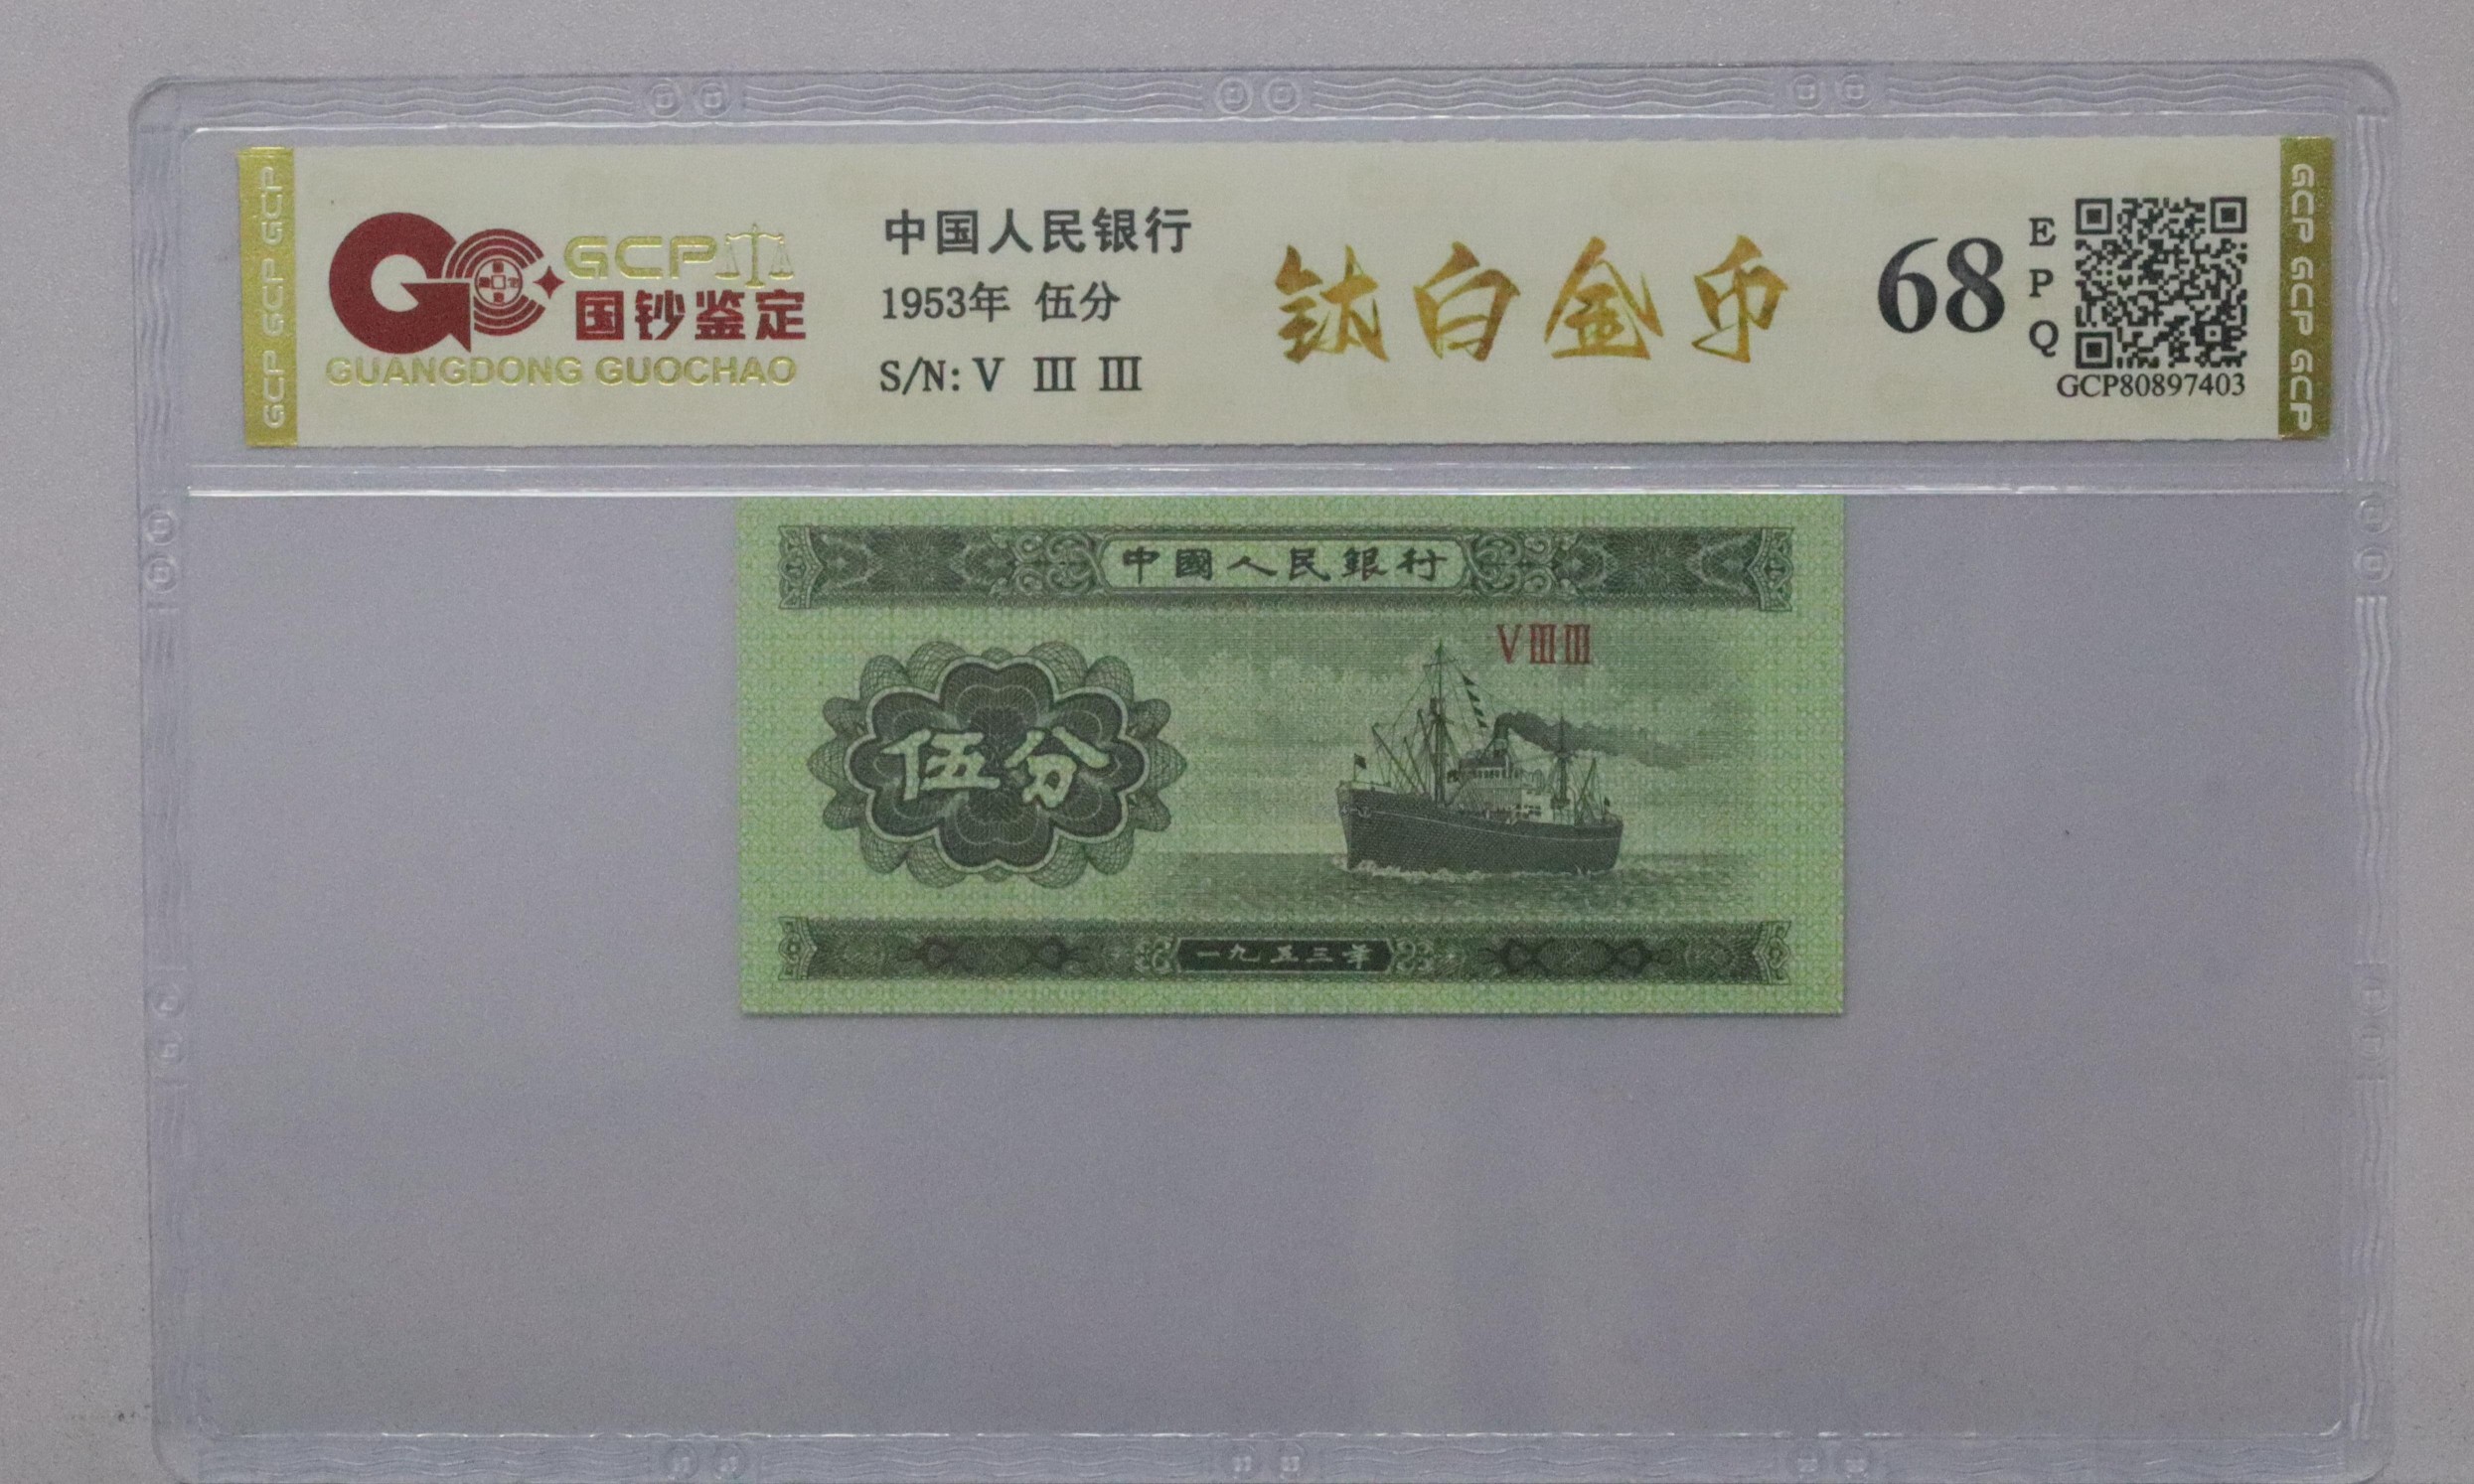 GCP GCP GCP
GCP
国钞鉴定
GUANGDONG GUOCHAO
中国人民银行
1953年 伍分
S/N: V Ⅲ Ⅲ
钛白金币
68
EPQ
GCP80897403
GCP GCP GCP
中國人民銀行
VⅢⅢ
伍分
一九五三年